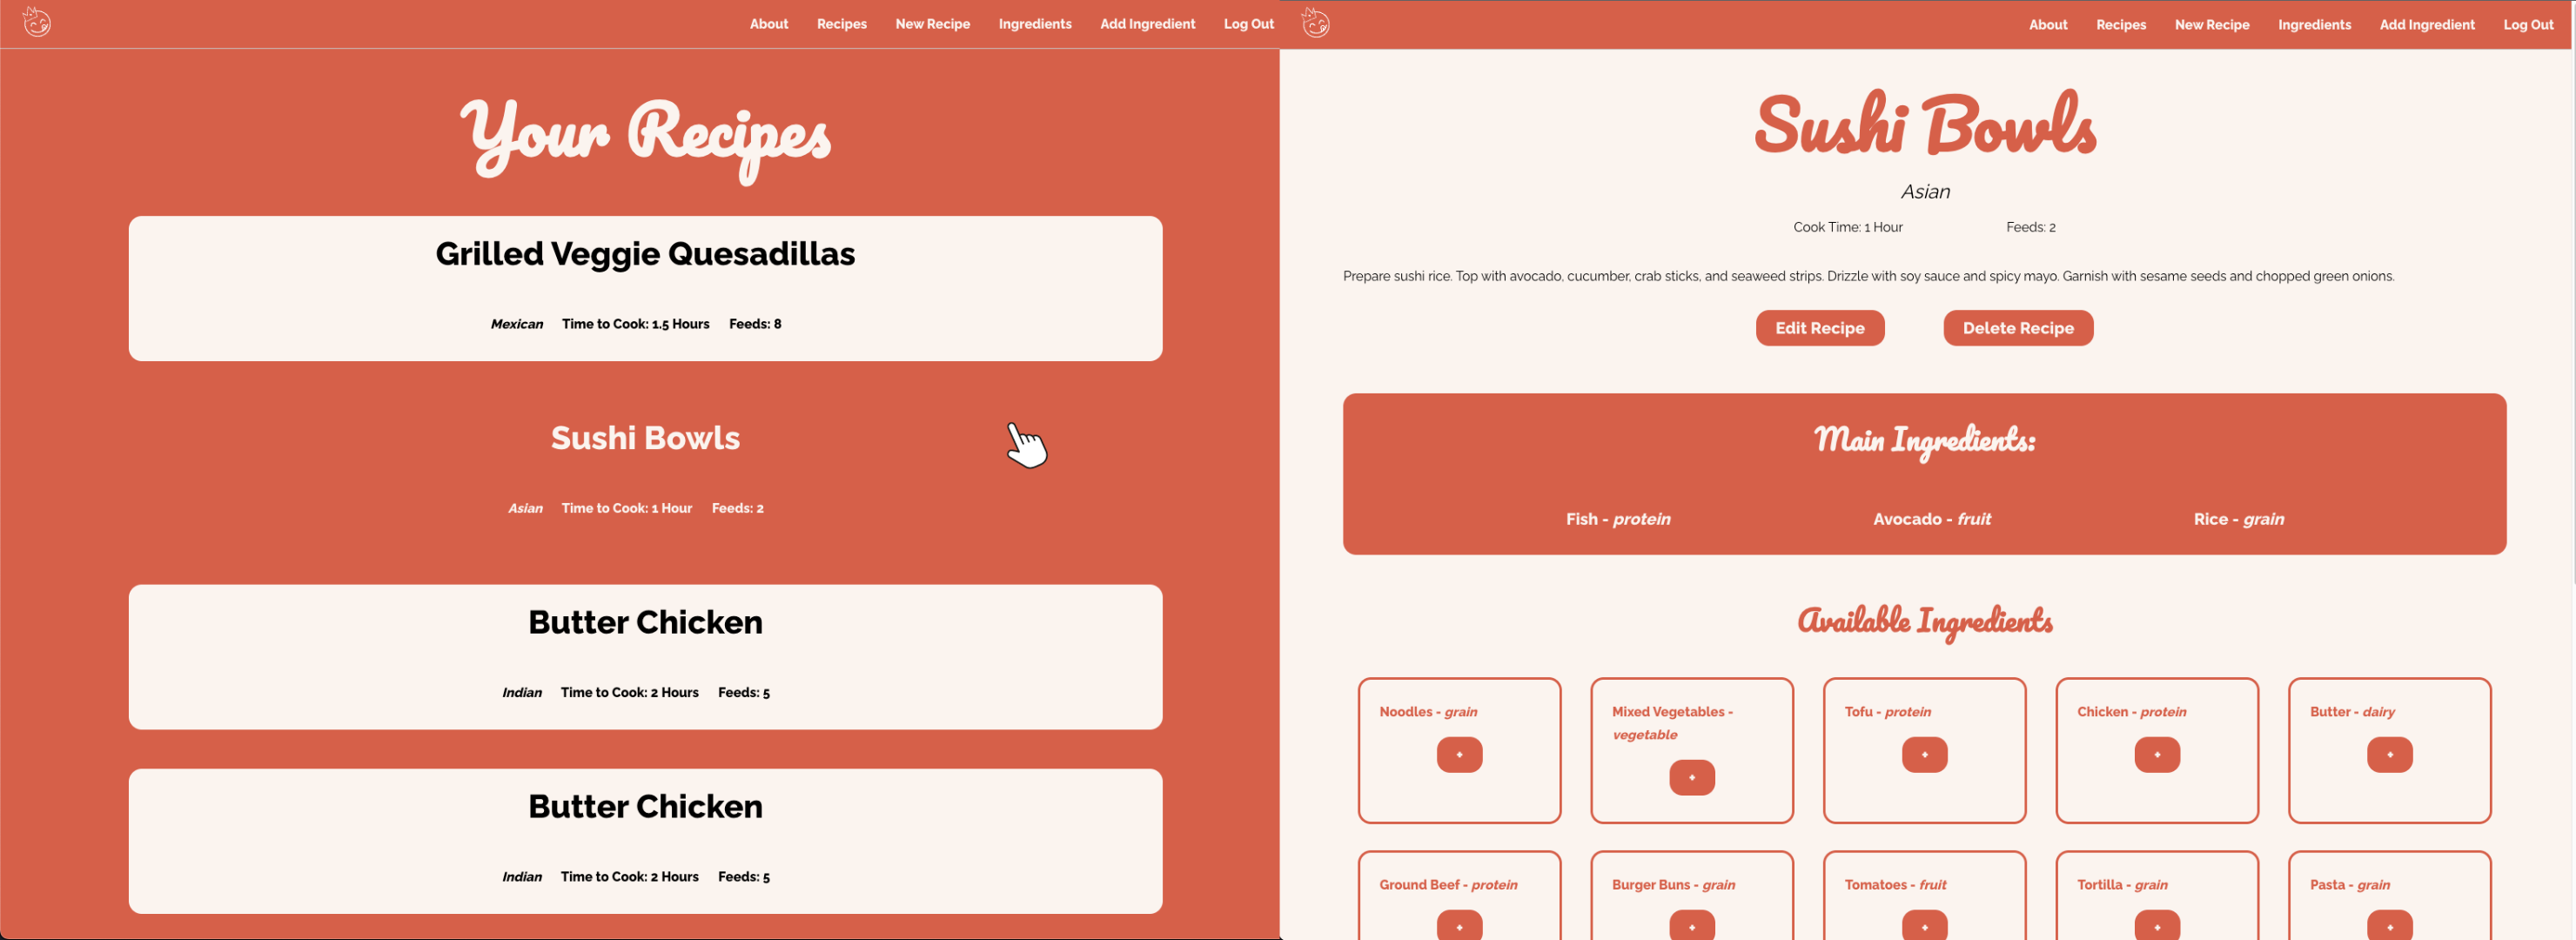 About Recipes New Recipe Ingredients Add Ingredient Log Out
Your Recipes
Grilled Veggie Quesadillas
Mexican Time to Cook: 1.5 Hours Feeds: 8
Sushi Bowls
Asian Time to Cook: 1 Hour Feeds: 2
Butter Chicken
Indian Time to Cook: 2 Hours Feeds: 5
Butter Chicken
Indian Time to Cook: 2 Hours Feeds: 5
About Recipes New Recipe Ingredients Add Ingredient Log Out
Sushi Bowls
Asian
Cook Time: 1 Hour Feeds: 2
Prepare sushi rice. Top with avocado, cucumber, crab sticks, and seaweed strips. Drizzle with soy sauce and spicy mayo. Garnish with sesame seeds and chopped green onions.
Edit Recipe Delete Recipe
Main Ingredients:
Fish - protein Avocado - fruit Rice - grain
Available Ingredients
Noodles - grain
+
Mixed Vegetables -
vegetable
+
Tofu - protein
+
Chicken - protein
+
Butter - dairy
+
Ground Beef - protein
+
Burger Buns - grain
+
Tomatoes - fruit
+
Tortilla - grain
+
Pasta - grain
+